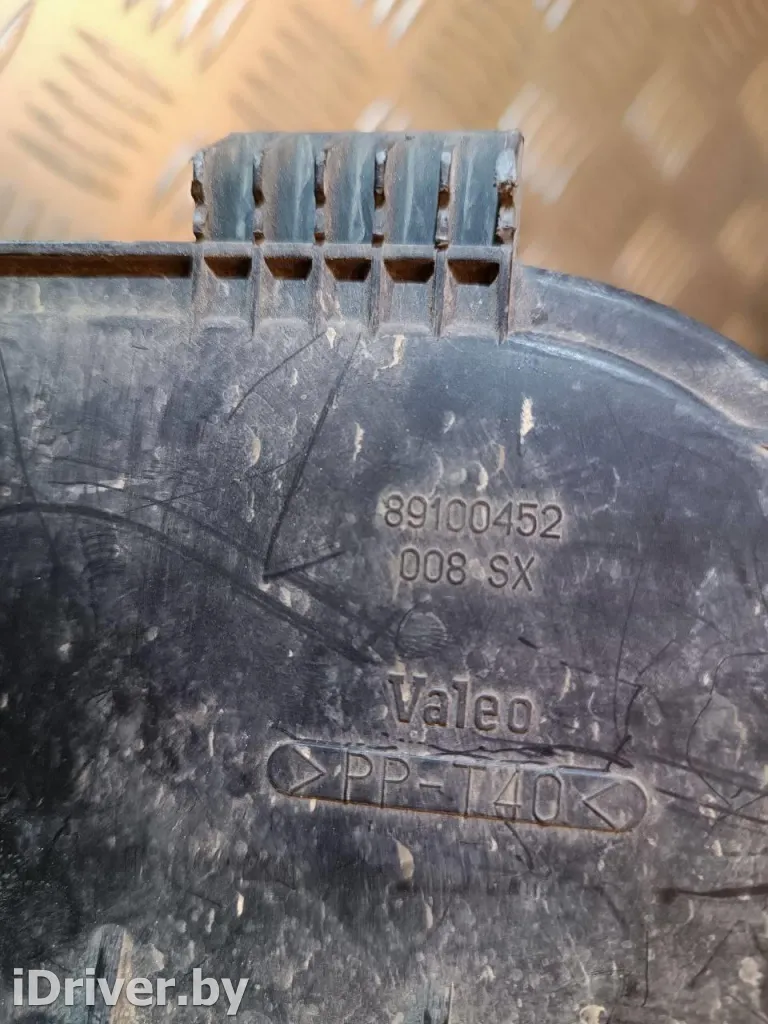 89100452
008 SX
Valeo
>PP-T40<
iDriver.by